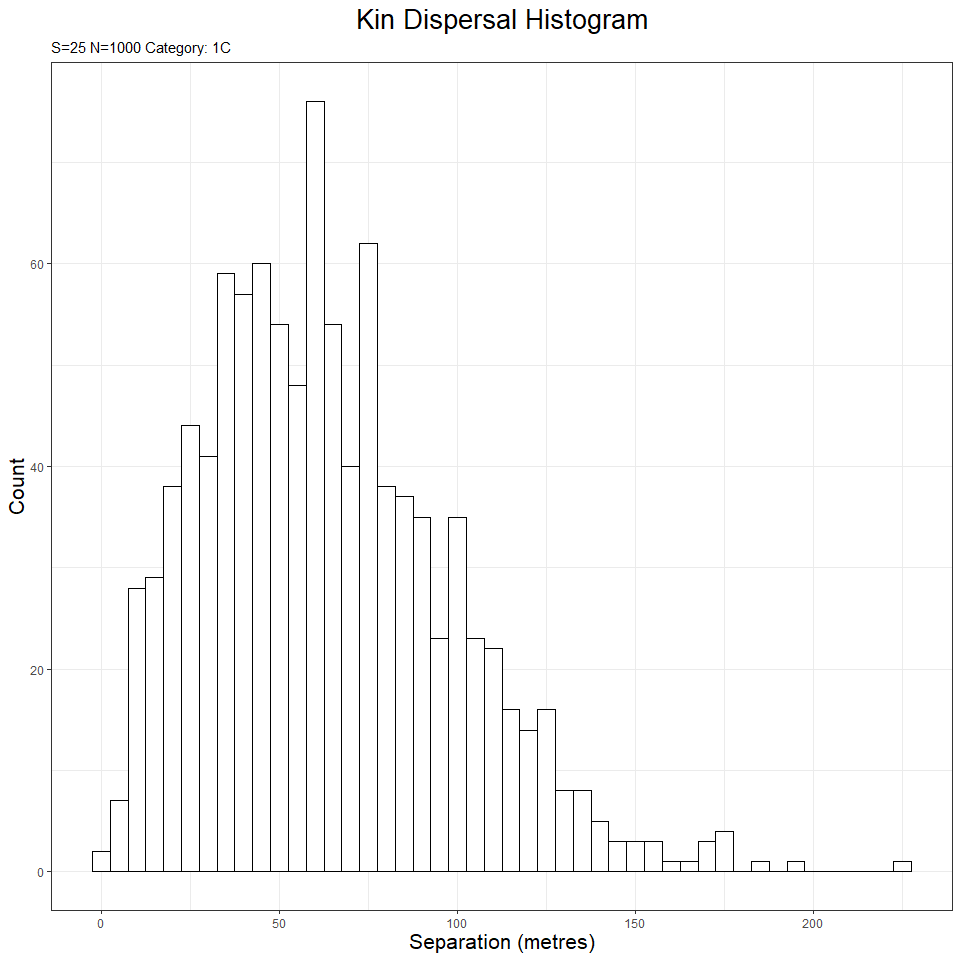 Kin Dispersal Histogram
S=25 N=1000 Category: 1C
Count
60
40
20
0
0 50 100 150 200
Separation (metres)